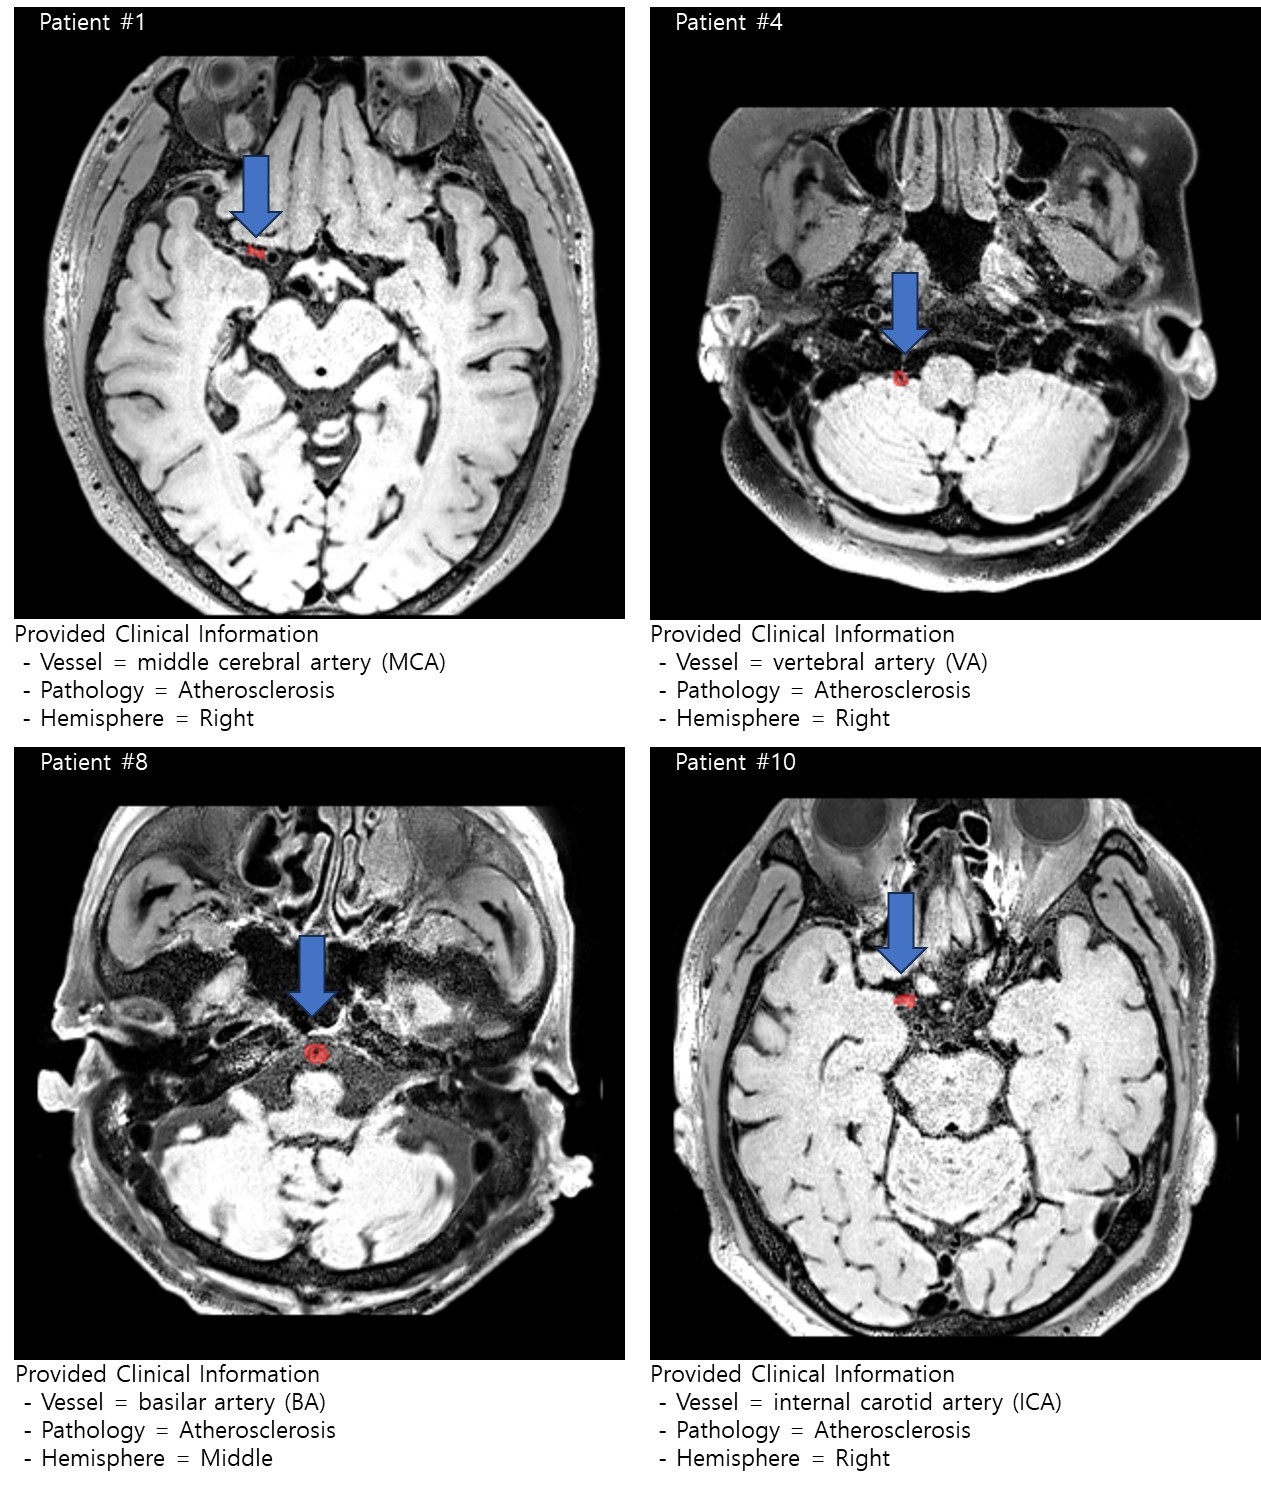 Patient #1
Provided Clinical Information
- Vessel = middle cerebral artery (MCA)
- Pathology = Atherosclerosis
- Hemisphere = Right
Patient #4
Provided Clinical Information
- Vessel = vertebral artery (VA)
- Pathology = Atherosclerosis
- Hemisphere = Right
Patient #8
Provided Clinical Information
- Vessel = basilar artery (BA)
- Pathology = Atherosclerosis
- Hemisphere = Middle
Patient #10
Provided Clinical Information
- Vessel = internal carotid artery (ICA)
- Pathology = Atherosclerosis
- Hemisphere = Right